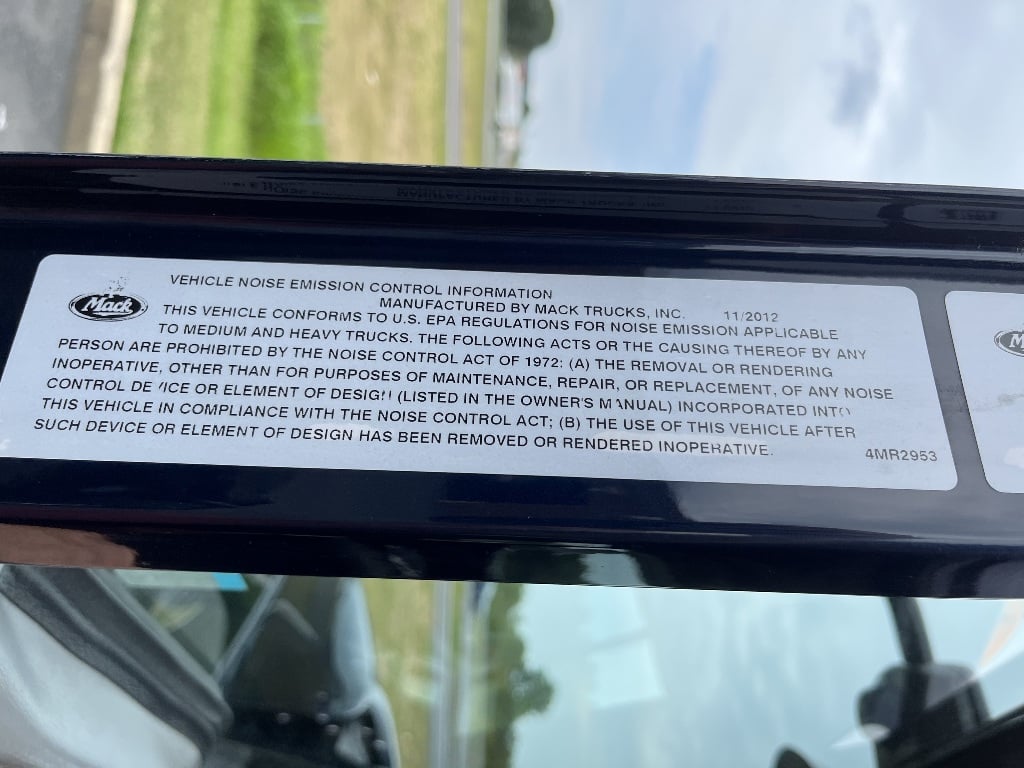 VEHICLE NOISE EMISSION CONTROL INFORMATION
MANUFACTURED BY MACK TRUCKS, INC. 11/2012
Mack
THIS VEHICLE CONFORMS TO U.S. EPA REGULATIONS FOR NOISE EMISSION APPLICABLE
TO MEDIUM AND HEAVY TRUCKS. THE FOLLOWING ACTS OR THE CAUSING THEREOF BY ANY
PERSON ARE PROHIBITED BY THE NOISE CONTROL ACT OF 1972: (A) THE REMOVAL OR RENDERING
INOPERATIVE, OTHER THAN FOR PURPOSES OF MAINTENANCE, REPAIR, OR REPLACEMENT, OF ANY NOISE
CONTROL DEVICE OR ELEMENT OF DESIGN (LISTED IN THE OWNER'S MANUAL) INCORPORATED INTO
THIS VEHICLE IN COMPLIANCE WITH THE NOISE CONTROL ACT; (B) THE USE OF THIS VEHICLE AFTER
SUCH DEVICE OR ELEMENT OF DESIGN HAS BEEN REMOVED OR RENDERED INOPERATIVE.
4MR2953